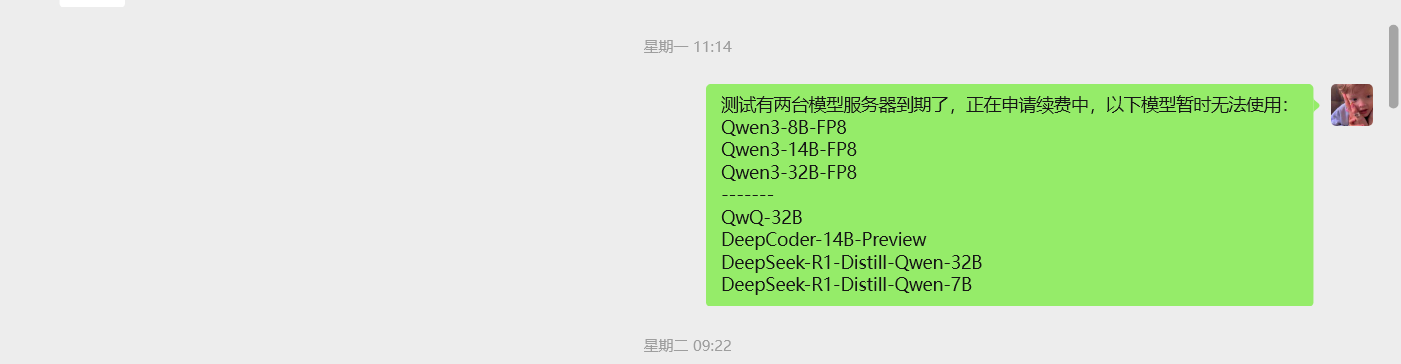 星期一 11:14
测试有两台模型服务器到期了，正在申请续费中，以下模型暂时无法使用：
Qwen3-8B-FP8
Qwen3-14B-FP8
Qwen3-32B-FP8
-------
QwQ-32B
DeepCoder-14B-Preview
DeepSeek-R1-Distill-Qwen-32B
DeepSeek-R1-Distill-Qwen-7B
星期二 09:22